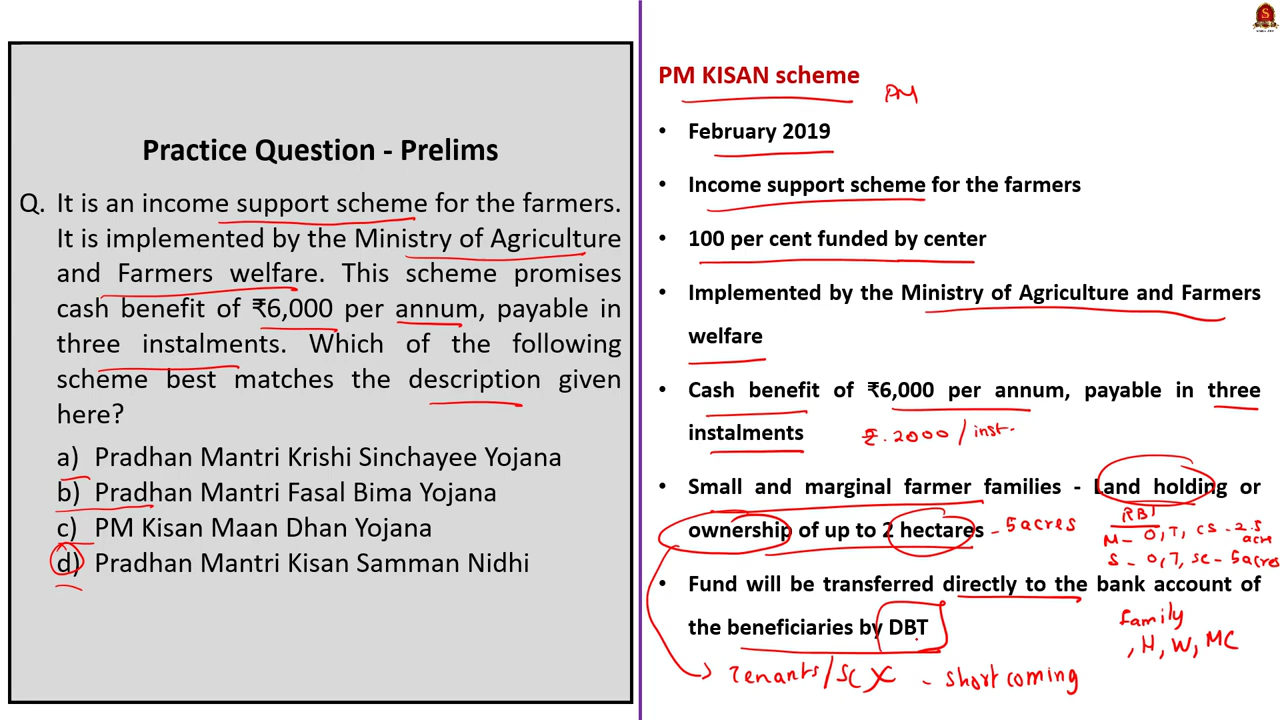 Practice Question - Prelims
Q. It is an income support scheme for the farmers.
It is implemented by the Ministry of Agriculture
and Farmers welfare. This scheme promises
cash benefit of ₹6,000 per annum, payable in
three instalments. Which of the following
scheme best matches the description given
here?
a) Pradhan Mantri Krishi Sinchayee Yojana
b) Pradhan Mantri Fasal Bima Yojana
c) PM Kisan Maan Dhan Yojana
d) Pradhan Mantri Kisan Samman Nidhi
PM KISAN scheme
PM
• February 2019
• Income support scheme for the farmers
• 100 per cent funded by center
• Implemented by the Ministry of Agriculture and Farmers
welfare
• Cash benefit of ₹6,000 per annum, payable in three
instalments
₹.2000/inst.
• Small and marginal farmer families - Land holding or
ownership of up to 2 hectares
- 5acres
RBI
M - O, T, CS - 2.5
acre
S - O, T, SC - 5acres
• Fund will be transferred directly to the bank account of
the beneficiaries by DBT
family
, H, W, MC
Tenants/SC X - shortcoming